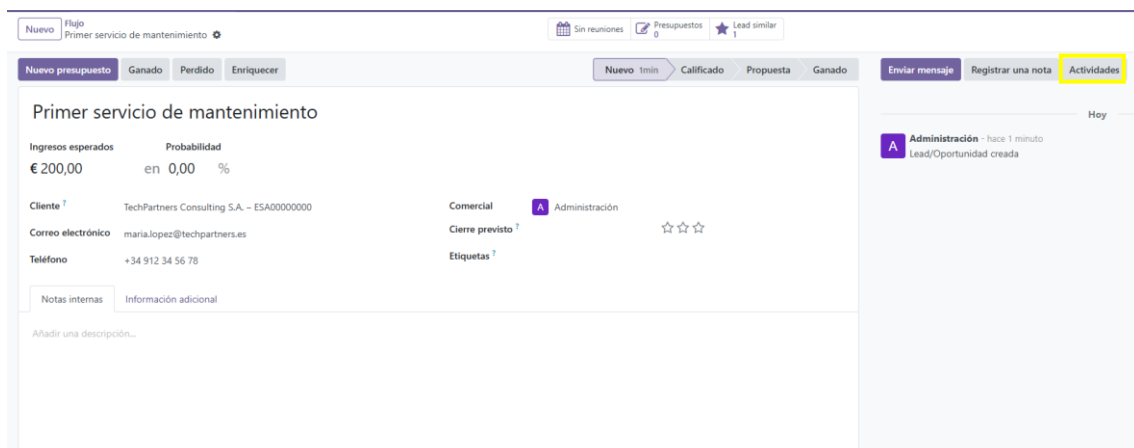 Nuevo
Flujo
Primer servicio de mantenimiento
Sin reuniones
Presupuestos
0
Lead similar
1
Nuevo presupuesto Ganado Perdido Enriquecer
Nuevo 1min Calificado Propuesta Ganado
Enviar mensaje Registrar una nota Actividades
Primer servicio de mantenimiento
Hoy
Ingresos esperados Probabilidad
€ 200,00 en 0,00 %
A Administración - hace 1 minuto
Lead/Oportunidad creada
Cliente ? TechPartners Consulting S.A. – ESA00000000
Comercial A Administración
Correo electrónico maria.lopez@techpartners.es
Cierre previsto ?
Teléfono +34 912 34 56 78
Etiquetas ?
Notas internas Información adicional
Añadir una descripción...